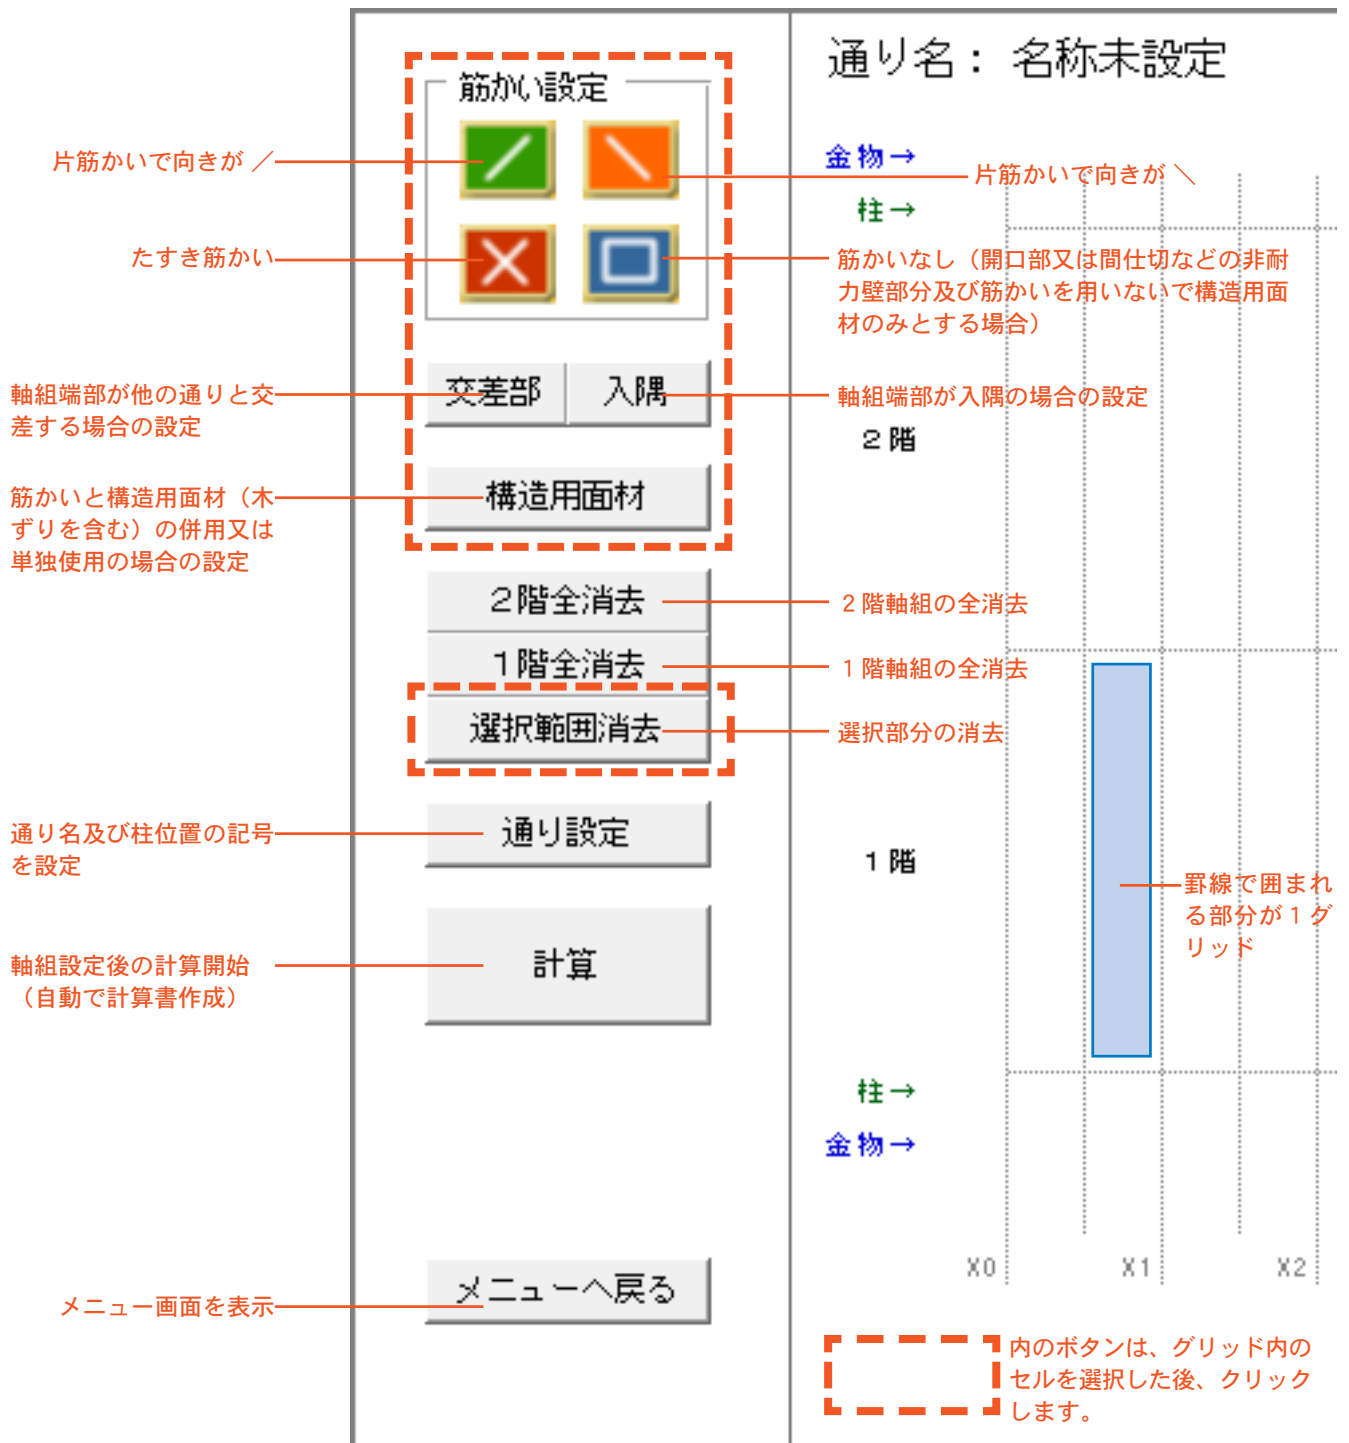 通り名： 名称未設定
筋かい設定
片筋かいで向きが ／
金物→
片筋かいで向きが ＼
柱→
たすき筋かい
筋かいなし（開口部又は間仕切などの非耐
力壁部分及び筋かいを用いないで構造用面
材のみとする場合）
軸組端部が他の通りと交
差する場合の設定
交差部
入隅
軸組端部が入隅の場合の設定
２階
筋かいと構造用面材（木
ずりを含む）の併用又は
単独使用の場合の設定
構造用面材
２階全消去
２階軸組の全消去
１階全消去
１階軸組の全消去
選択範囲消去
選択部分の消去
通り名及び柱位置の記号
を設定
通り設定
１階
罫線で囲まれ
る部分が１グ
リッド
軸組設定後の計算開始
（自動で計算書作成）
計算
柱→
金物→
X0
X1
X2
メニュー画面を表示
メニューへ戻る
内のボタンは、グリッド内の
セルを選択した後、クリック
します。